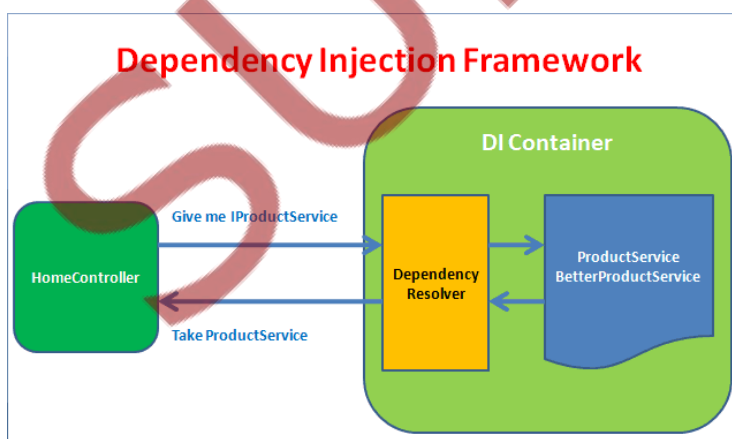 Dependency Injection Framework
DI Container
Give me IProductService
HomeController
Dependency
Resolver
ProductService
BetterProductService
Take ProductService